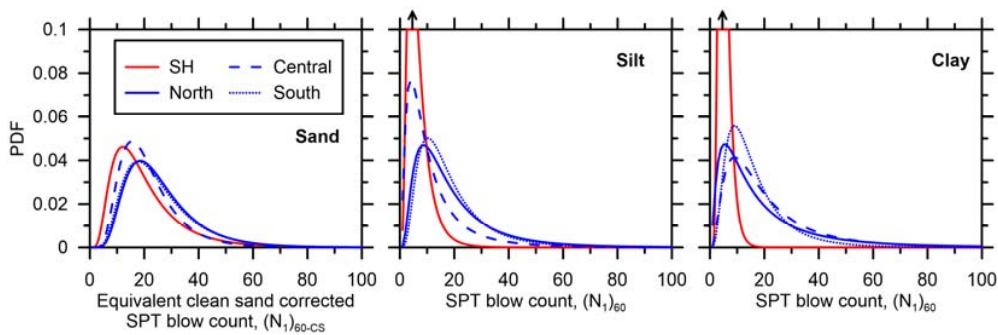 0.1
0.08
0.06
0.04
0.02
0
PDF
SH
North
Central
South
Sand
0 20 40 60 80 100
Equivalent clean sand corrected
SPT blow count, (N₁)₆₀₋CS
Silt
0 20 40 60 80 100
SPT blow count, (N₁)₆₀
Clay
0 20 40 60 80 100
SPT blow count, (N₁)₆₀